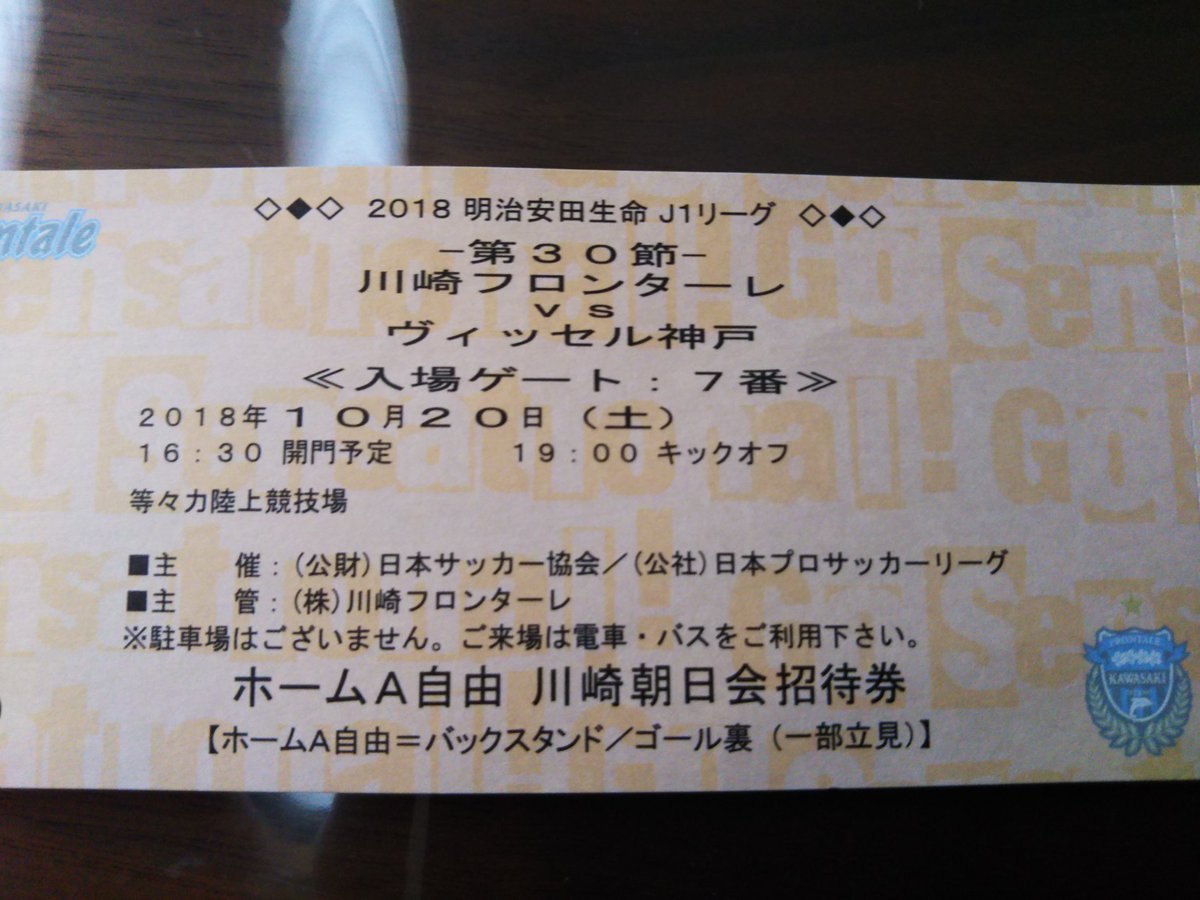 ASAKI
ntale
◇◆◇ 2018 明治安田生命 J1リーグ ◇◆◇
-第30節-
川崎フロンターレ
vs
ヴィッセル神戸
≪入場ゲート:7番≫
2018年10月20日(土)
16:30 開門予定 19:00 キックオフ
等々力陸上競技場
■主 催:(公財)日本サッカー協会/(公社)日本プロサッカーリーグ
■主 管:(株)川崎フロンターレ
※駐車場はございません。ご来場は電車・バスをご利用下さい。
ホームA自由 川崎朝日会招待券
【ホームA自由=バックスタンド/ゴール裏(一部立見)】
FRONTALE
KAWASAKI